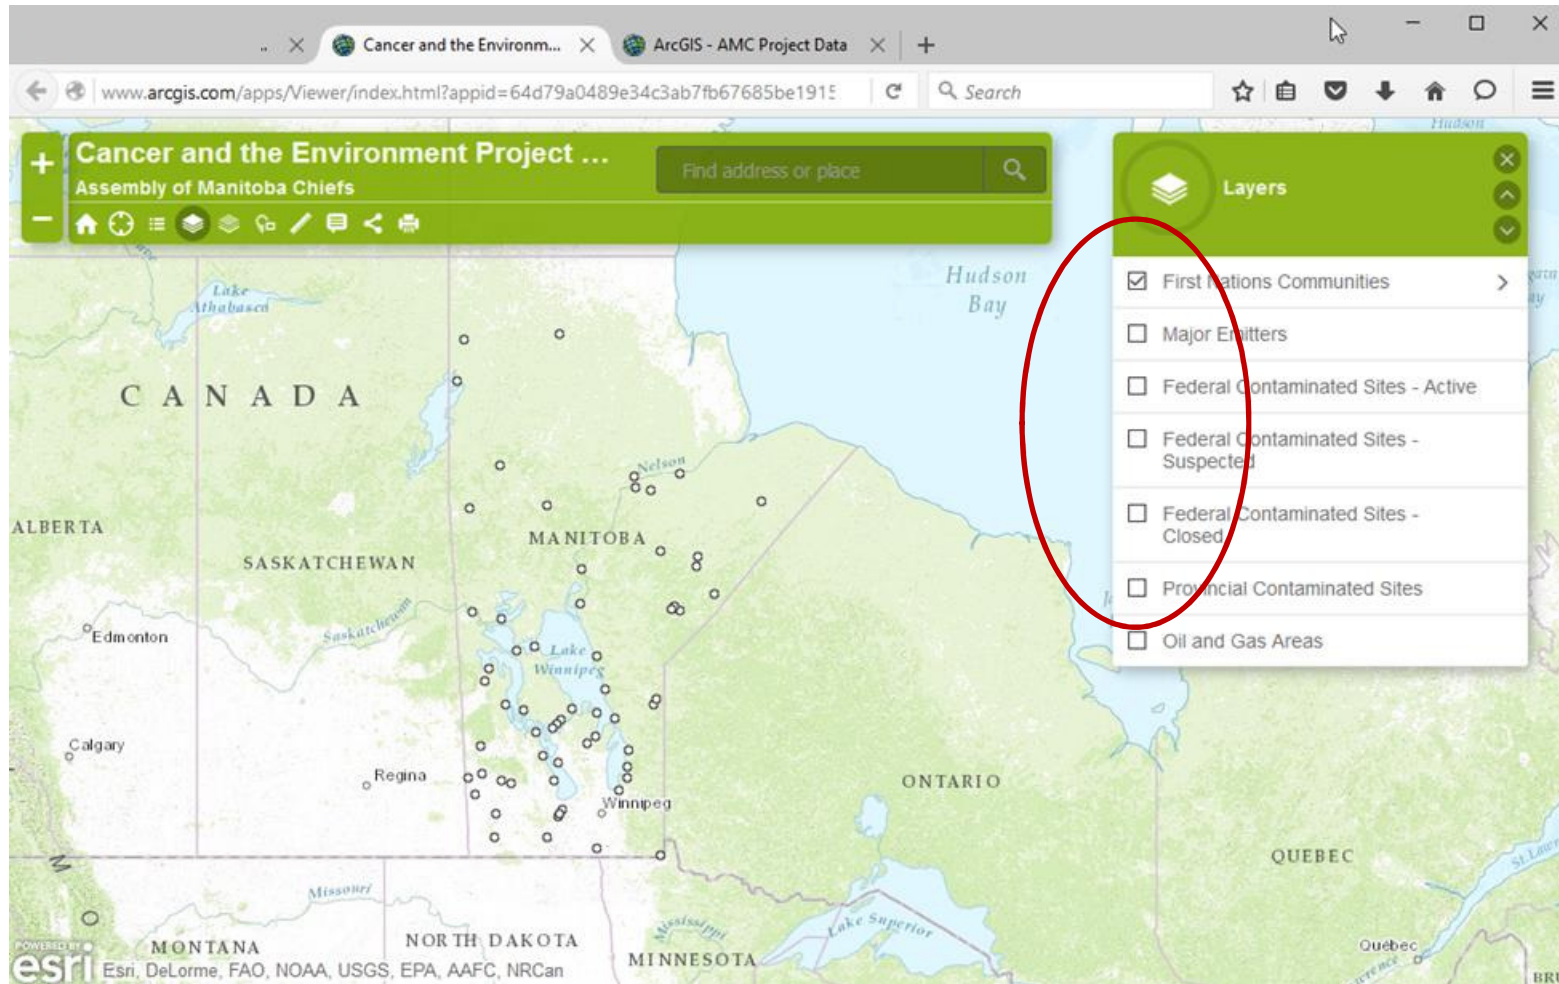 Cancer and the Environm...
ArcGIS - AMC Project Data
www.arcgis.com/apps/Viewer/index.html?appid=64d79a0489e34c3ab7fb67685be1915
Search
Cancer and the Environment Project ...
Assembly of Manitoba Chiefs
Find address or place
Layers
First Nations Communities
Major Emitters
Federal Contaminated Sites - Active
Federal Contaminated Sites -
Suspected
Federal Contaminated Sites -
Closed
Provincial Contaminated Sites
Oil and Gas Areas
Hudson
Lake
Athabasca
Hudson
Bay
CANADA
Nelson
ALBERTA
MANITOBA
SASKATCHEWAN
Edmonton
Saskatchewan
Lake
Winnipeg
Calgary
Regina
ONTARIO
Winnipeg
QUEBEC
Missouri
Mississippi
Lake Superior
MONTANA
NORTH DAKOTA
MINNESOTA
Québec
POWERED BY
esri
Esri, DeLorme, FAO, NOAA, USGS, EPA, AAFC, NRCan